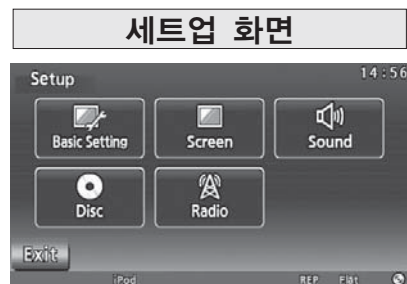 세트업 화면
Setup 14:56
Basic Setting Screen Sound
Disc Radio
Exit
iPod REP Flat